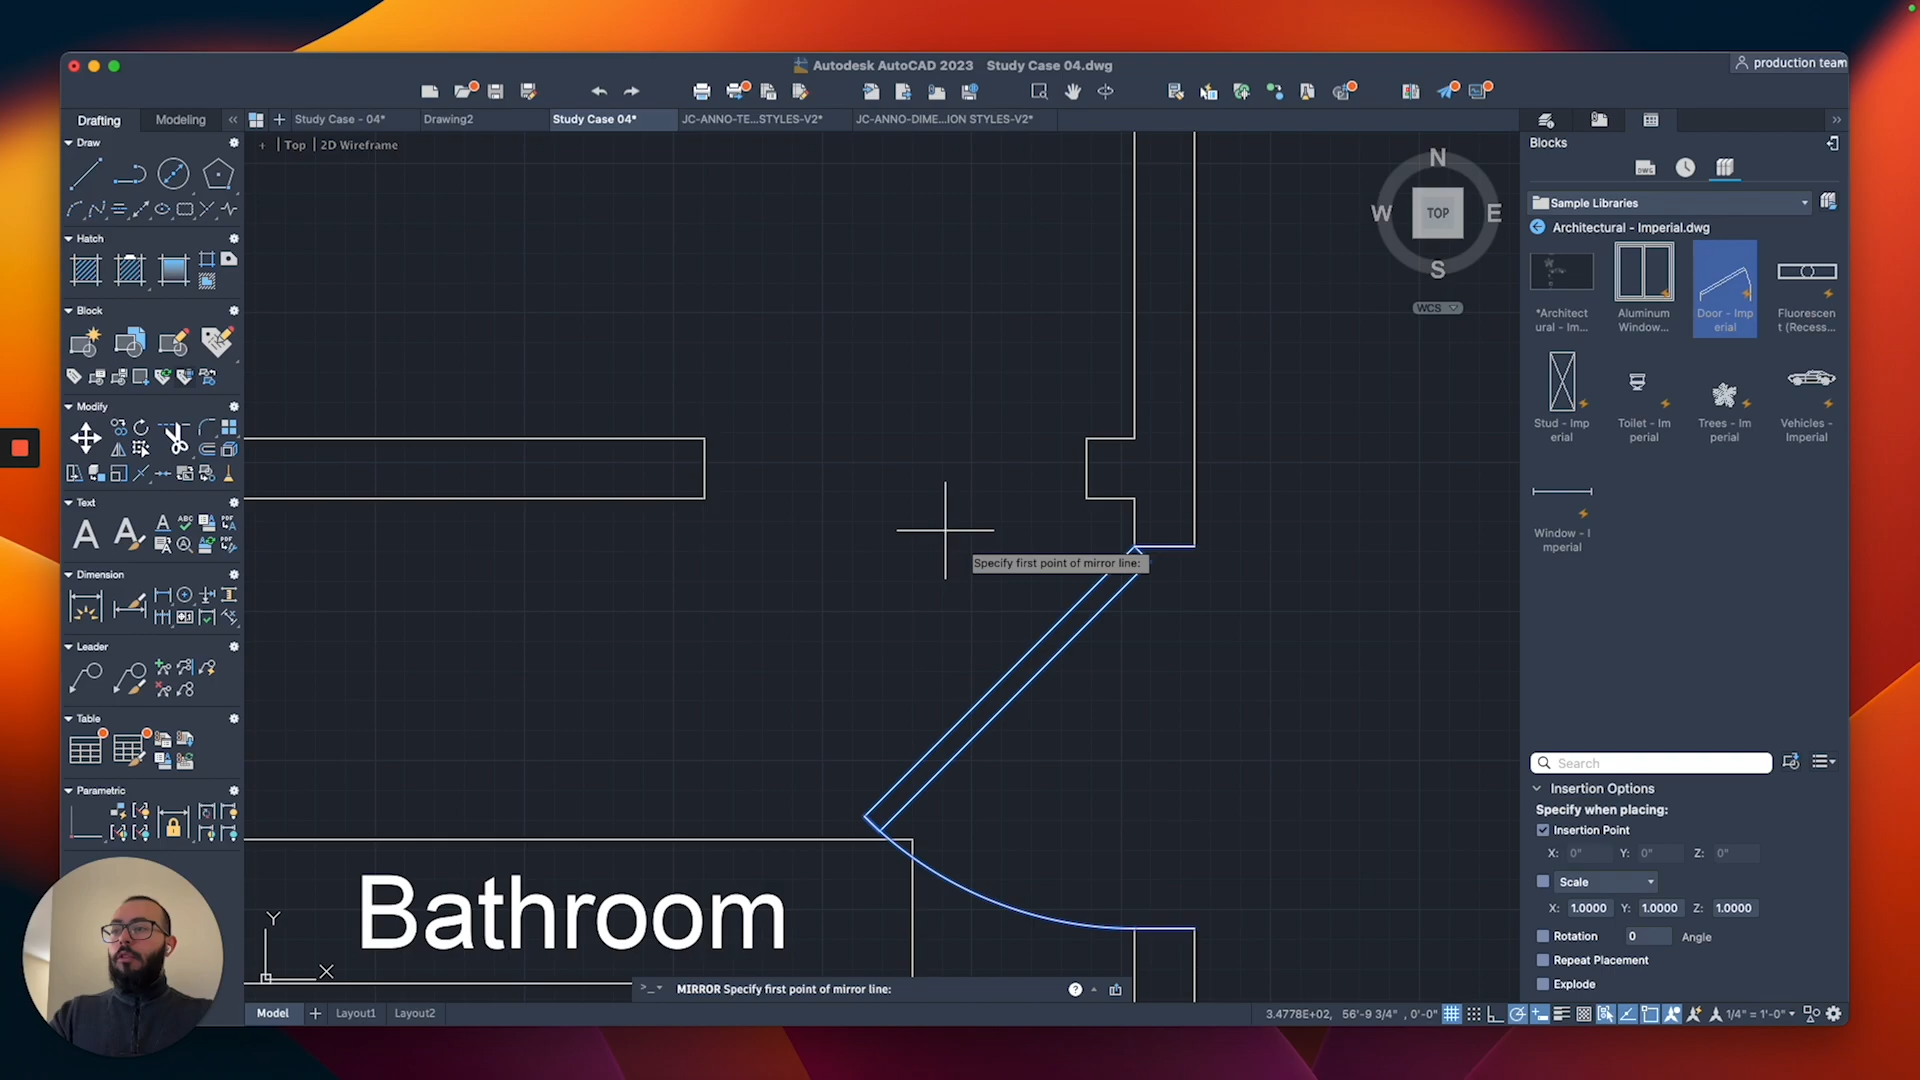 Autodesk AutoCAD 2023 Study Case 04.dwg
production team
Drafting
Modeling
Study Case - 04*
Drawing2
Study Case 04*
JC-ANNO-TE...STYLES-V2*
JC-ANNO-DIME...ION STYLES-V2*
+ | Top | 2D Wireframe
Draw
Hatch
Block
Modify
Text
Dimension
Leader
Table
Parametric
N
W
TOP
E
S
WCS
Specify first point of mirror line:
Bathroom
Y
X
>_ MIRROR Specify first point of mirror line:
Model
Layout1
Layout2
3.4778E+02, 56'-9 3/4" , 0'-0"
1/4" = 1'-0"
Blocks
DWG
Sample Libraries
Architectural - Imperial.dwg
*Architect
ural - Im...
Aluminum
Window...
Door - Imp
erial
Fluorescen
t (Recess...
Stud - Imp
erial
Toilet - Im
perial
Trees - Im
perial
Vehicles -
Imperial
Window - I
mperial
Search
Insertion Options
Specify when placing:
Insertion Point
X: 0" Y: 0" Z: 0"
Scale
X: 1.0000 Y: 1.0000 Z: 1.0000
Rotation 0 Angle
Repeat Placement
Explode